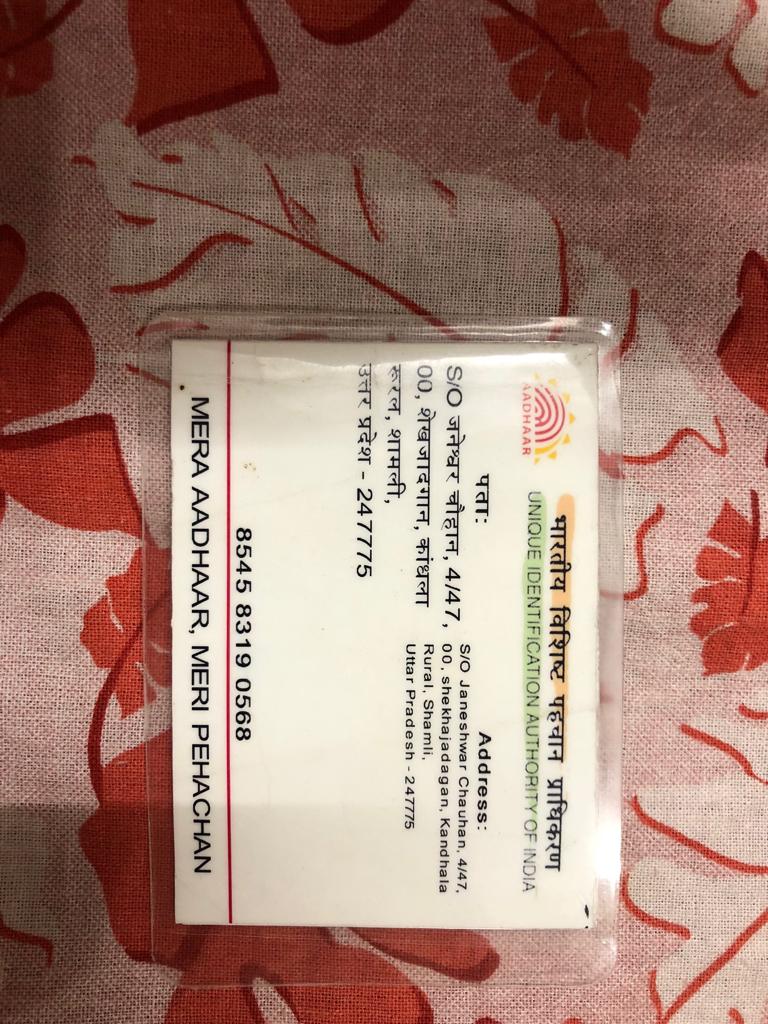 भारतीय विशिष्ट पहचान प्राधिकरण
UNIQUE IDENTIFICATION AUTHORITY OF INDIA
AADHAAR
पता:
S/O जनेश्वर चौहान, 4/47,
00, शेखजादगान, कांधला
रूरल, शामली,
उत्तर प्रदेश - 247775
Address:
S/O Janeshwar Chauhan, 4/47,
00, shekhajadagan, Kandhala
Rural, Shamli,
Uttar Pradesh - 247775
8545 8319 0568
MERA AADHAAR, MERI PEHACHAN